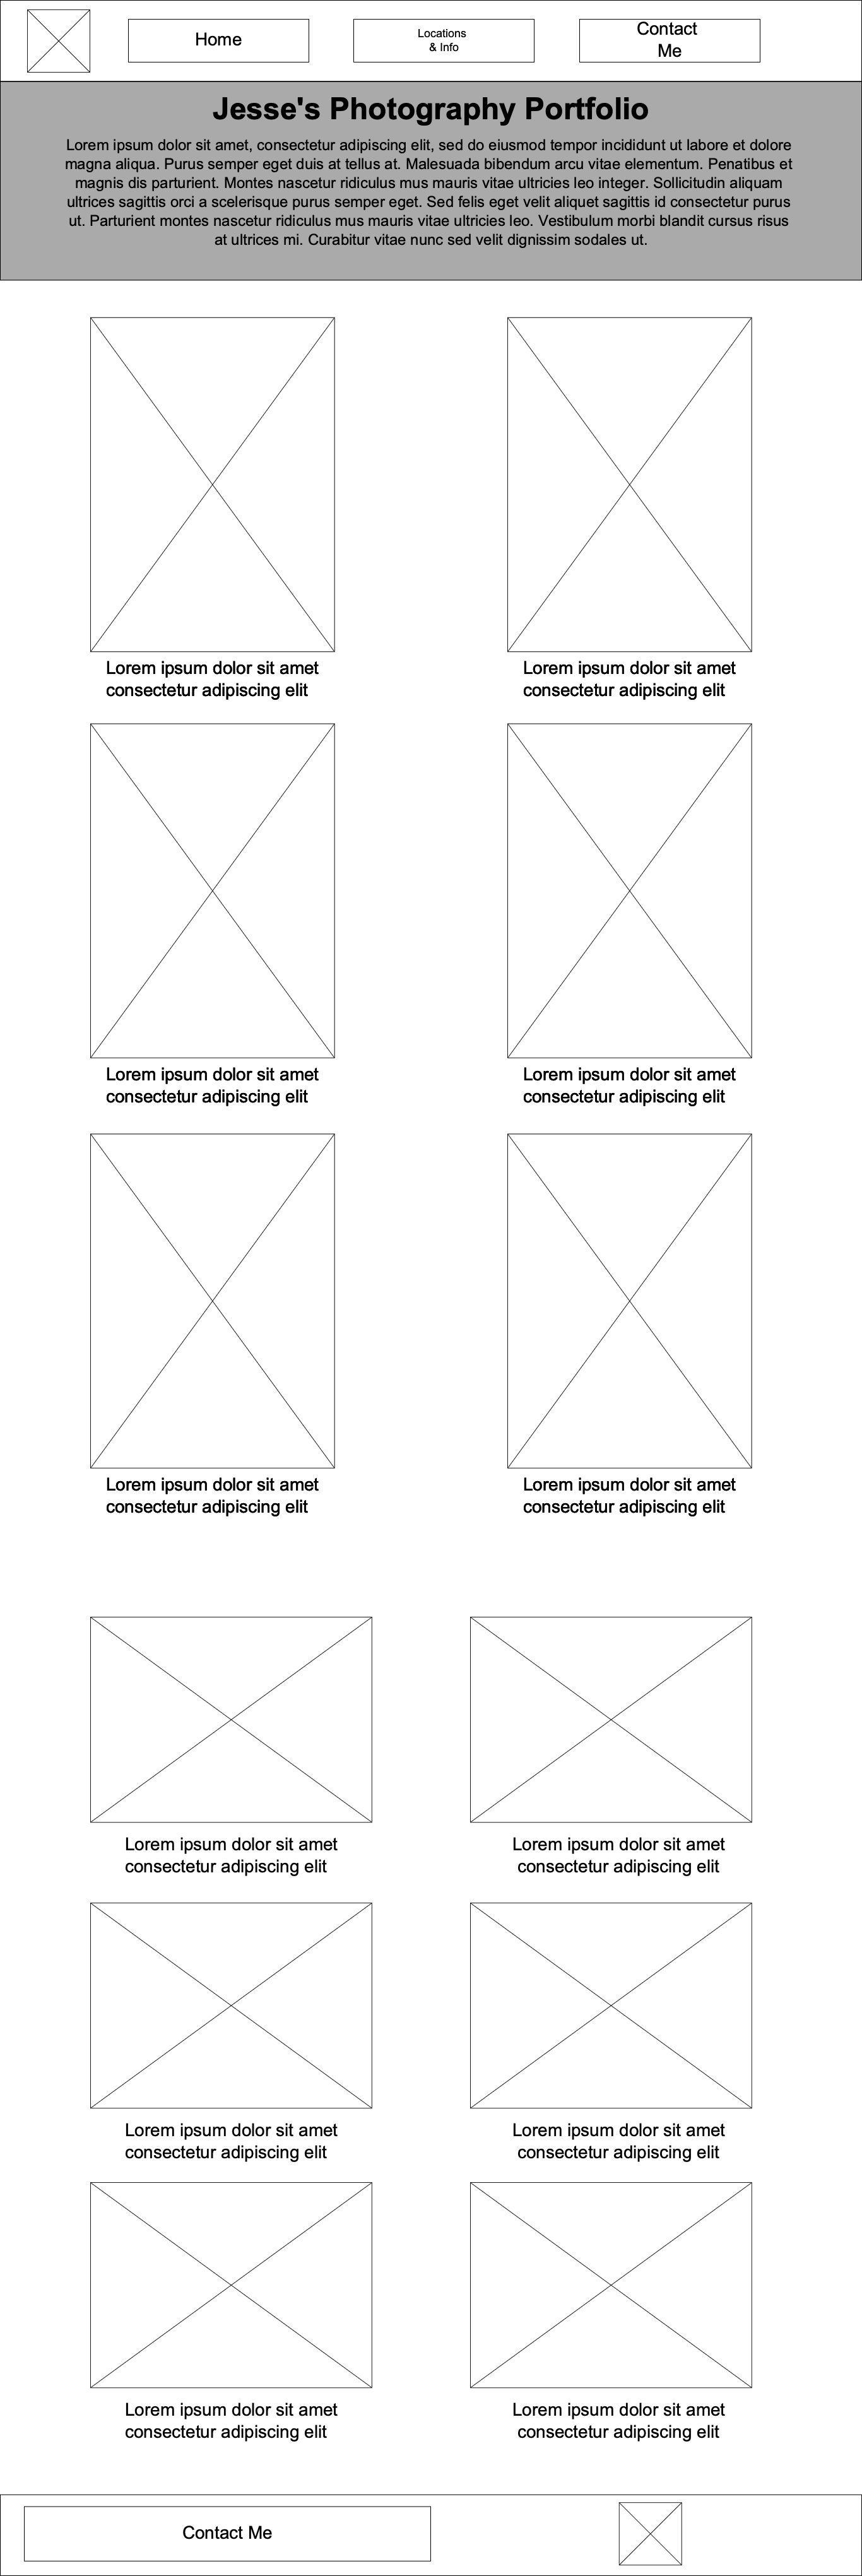 Home
Locations
& Info
Contact
Me
Jesse's Photography Portfolio
Lorem ipsum dolor sit amet, consectetur adipiscing elit, sed do eiusmod tempor incididunt ut labore et dolore
magna aliqua. Purus semper eget duis at tellus at. Malesuada bibendum arcu vitae elementum. Penatibus et
magnis dis parturient. Montes nascetur ridiculus mus mauris vitae ultricies leo integer. Sollicitudin aliquam
ultrices sagittis orci a scelerisque purus semper eget. Sed felis eget velit aliquet sagittis id consectetur purus
ut. Parturient montes nascetur ridiculus mus mauris vitae ultricies leo. Vestibulum morbi blandit cursus risus
at ultrices mi. Curabitur vitae nunc sed velit dignissim sodales ut.
Lorem ipsum dolor sit amet
consectetur adipiscing elit
Lorem ipsum dolor sit amet
consectetur adipiscing elit
Lorem ipsum dolor sit amet
consectetur adipiscing elit
Lorem ipsum dolor sit amet
consectetur adipiscing elit
Lorem ipsum dolor sit amet
consectetur adipiscing elit
Lorem ipsum dolor sit amet
consectetur adipiscing elit
Lorem ipsum dolor sit amet
consectetur adipiscing elit
Lorem ipsum dolor sit amet
consectetur adipiscing elit
Lorem ipsum dolor sit amet
consectetur adipiscing elit
Lorem ipsum dolor sit amet
consectetur adipiscing elit
Lorem ipsum dolor sit amet
consectetur adipiscing elit
Lorem ipsum dolor sit amet
consectetur adipiscing elit
Contact Me